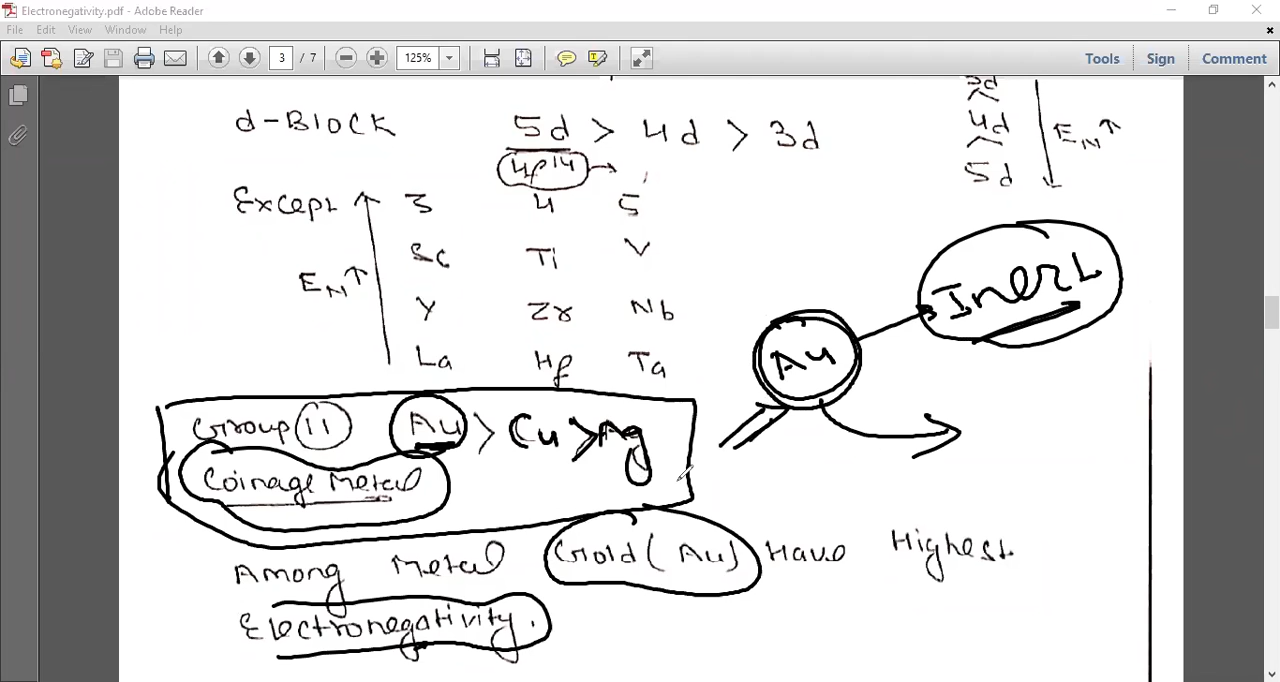 Electronegativity.pdf - Adobe Reader
File Edit View Window Help
3 / 7 125% Tools Sign Comment
3d
d-BLOCK 5d > 4d > 3d
4d
EN↑
4f14 →
5d
Except 3 4 5
Sc Ti V
EN↑
Inert
Y Zr Nb
Au
La Hf Ta
Group 11 Au > Cu > Ag
Coinage Metal
Among Metal Gold (Au) Have Highest
Electronegativity.